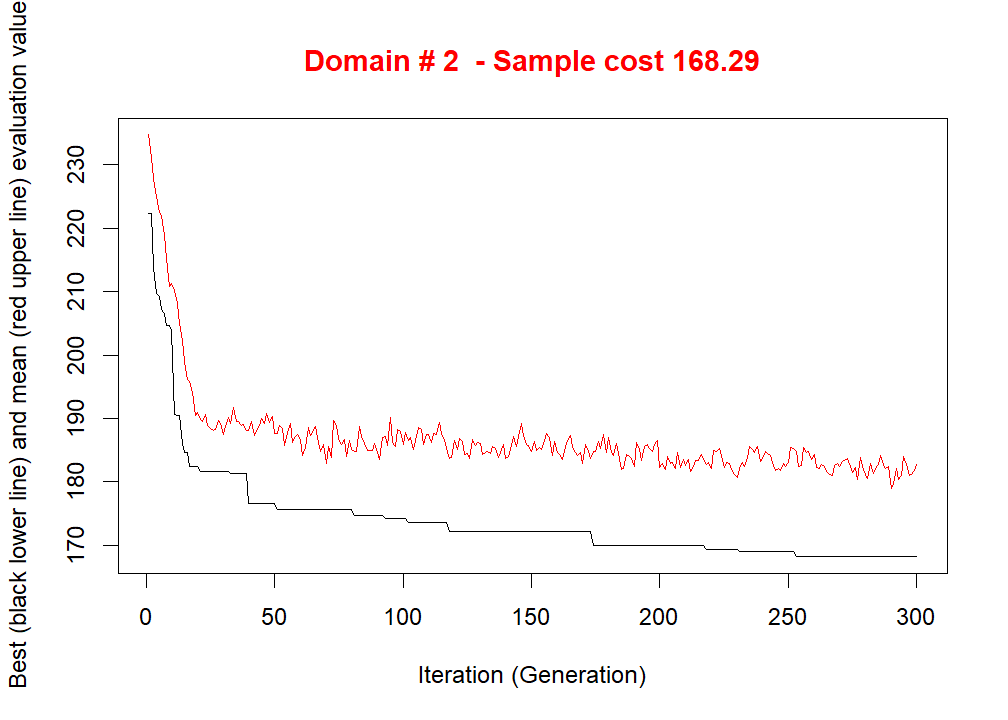 Domain # 2  - Sample cost 168.29
Best (black lower line) and mean (red upper line) evaluation value
230
220
210
200
190
180
170
0 50 100 150 200 250 300
Iteration (Generation)